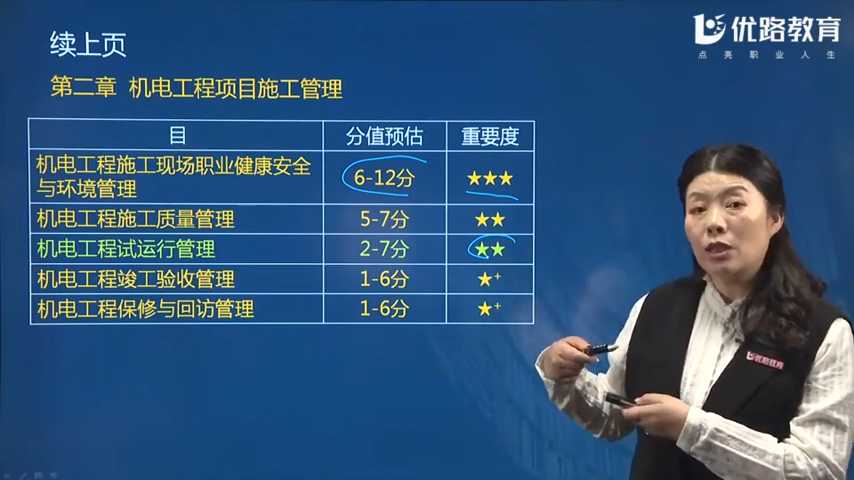 续上页
优路教育
点亮职业人生
第二章 机电工程项目施工管理
目 分值预估 重要度
机电工程施工现场职业健康安全
与环境管理 6-12分 ★★★
机电工程施工质量管理 5-7分 ★★
机电工程试运行管理 2-7分 ★★
机电工程竣工验收管理 1-6分 ★+
机电工程保修与回访管理 1-6分 ★+
优路教育